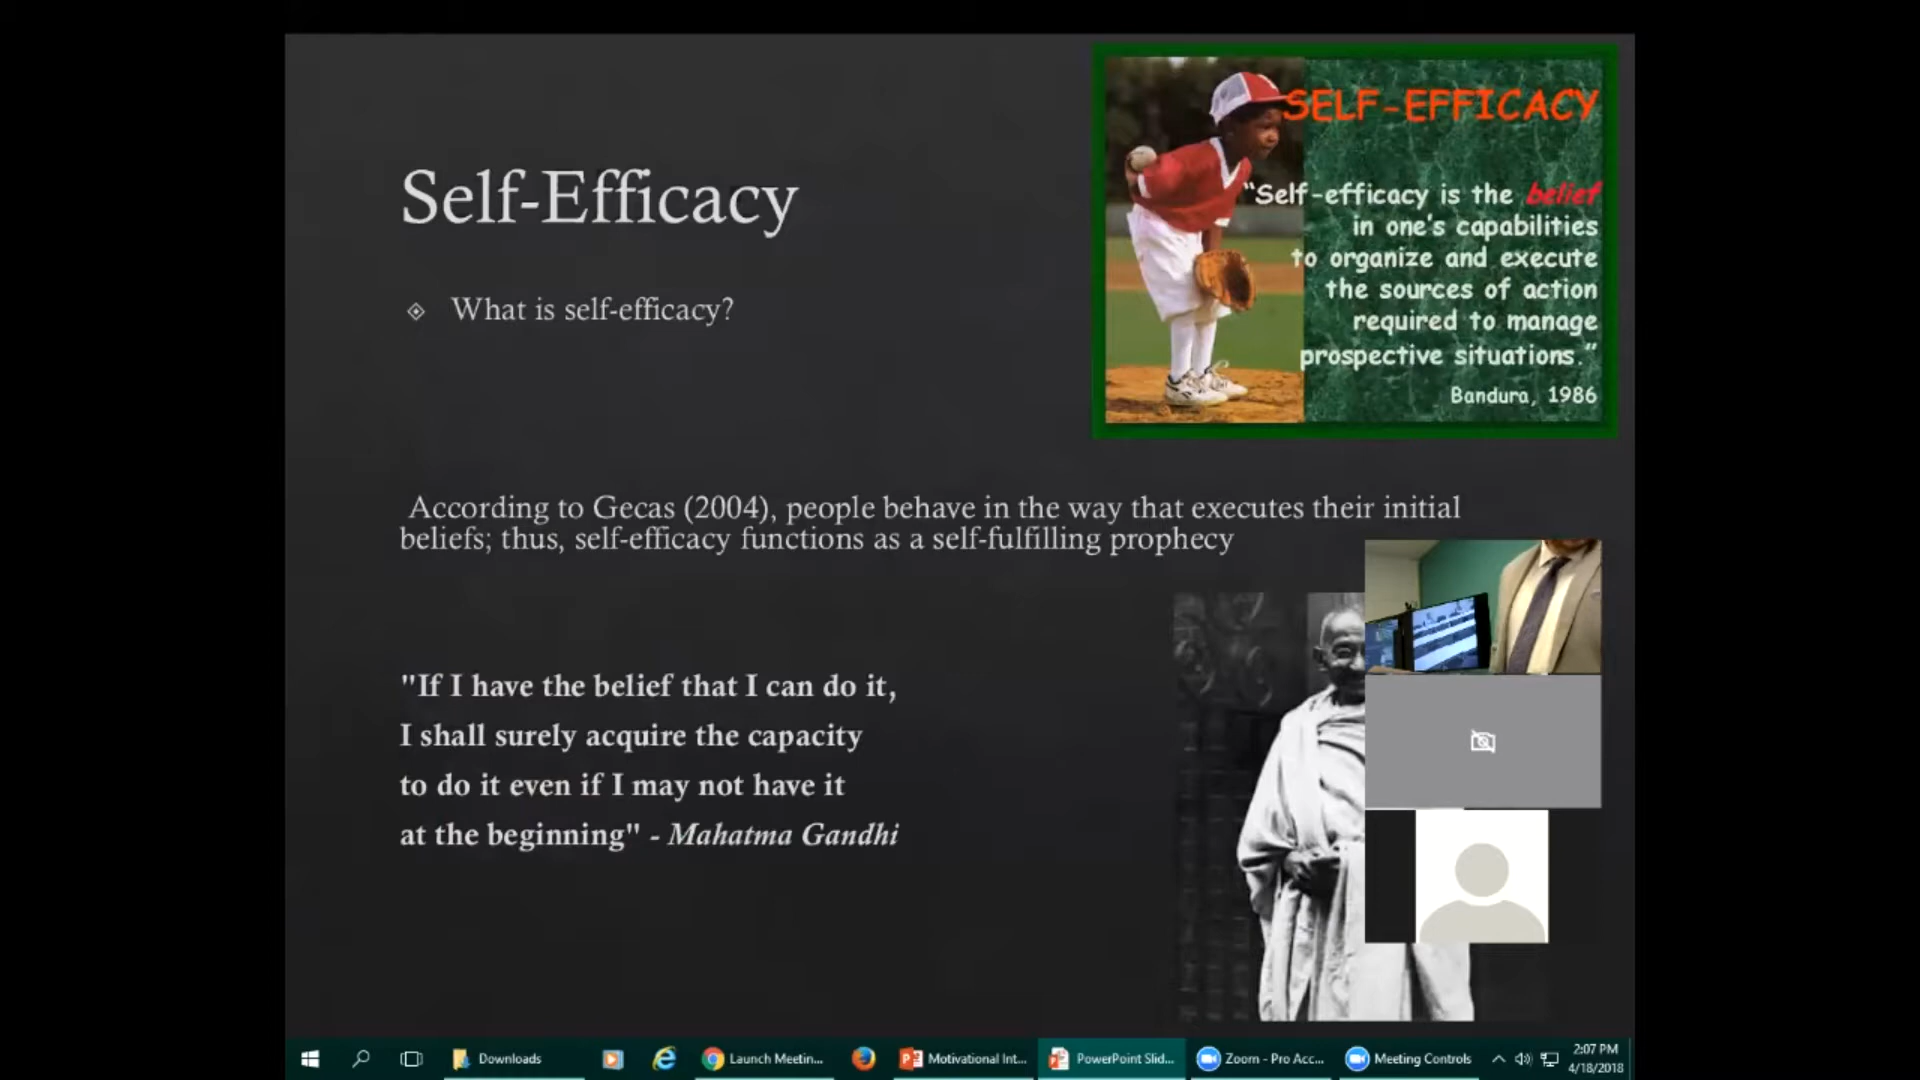 SELF-EFFICACY
"Self-efficacy is the belief
in one's capabilities
to organize and execute
the sources of action
required to manage
prospective situations."
Bandura, 1986
Self-Efficacy
What is self-efficacy?
According to Gecas (2004), people behave in the way that executes their initial
beliefs; thus, self-efficacy functions as a self-fulfilling prophecy
"If I have the belief that I can do it,
I shall surely acquire the capacity
to do it even if I may not have it
at the beginning" - Mahatma Gandhi
Downloads
Launch Meetin...
Motivational Int...
PowerPoint Slid...
Zoom - Pro Acc...
Meeting Controls
2:07 PM
4/18/2018